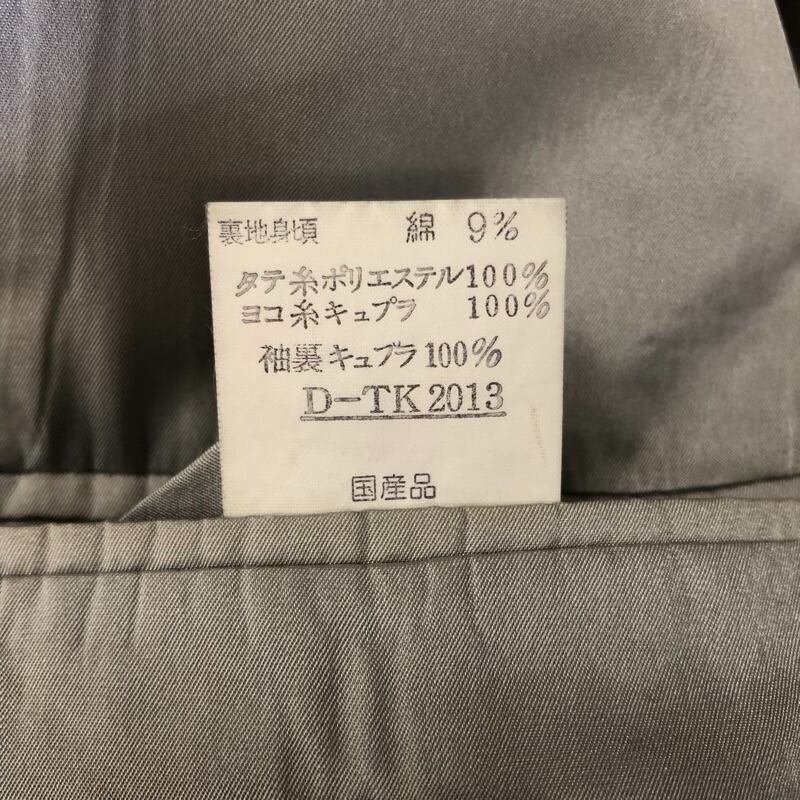 裏地身頃 綿 9%
タテ糸ポリエステル100%
ヨコ糸キュプラ 100%
袖裏キュプラ100%
D-TK2013
国産品